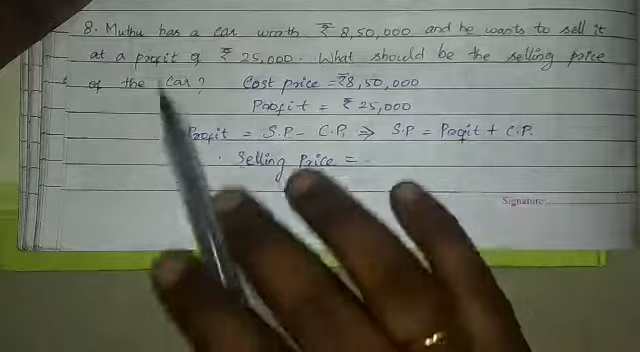 8. Muthu has a car worth ₹ 8,50,000 and he wants to sell it
at a profit of ₹ 25,000. What should be the selling price
of the car? Cost price = ₹8,50,000
Profit = ₹ 25,000
Profit = S.P - C.P. ⇒ S.P = Profit + C.P.
Selling Price =
Signature